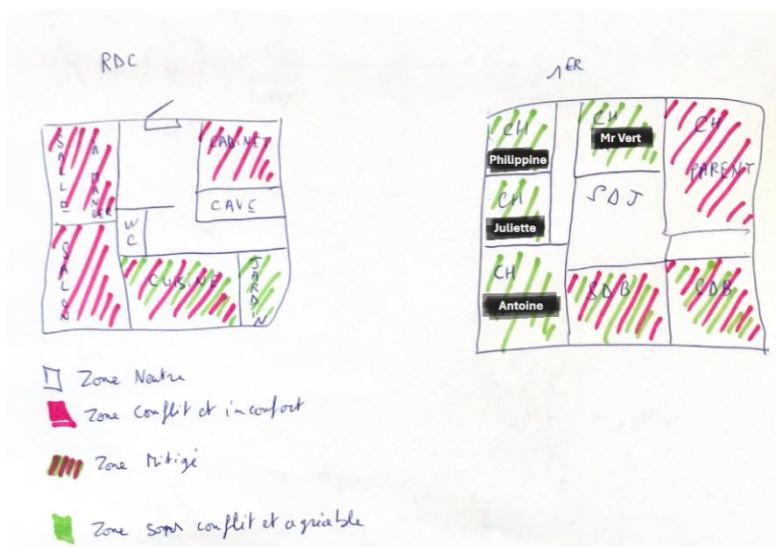 RDC
1ER
SALLE
A MANGER
CABINET
CAVE
WC
SALON
CUISINE
JARDIN
CH
Philippine
CH
Mr Vert
CH
PARENT
CH
Juliette
SDJ
CH
Antoine
SDB
SDB
Zone Neutre
Zone conflit et inconfort
Zone Mitigé
Zone conflit et agréable